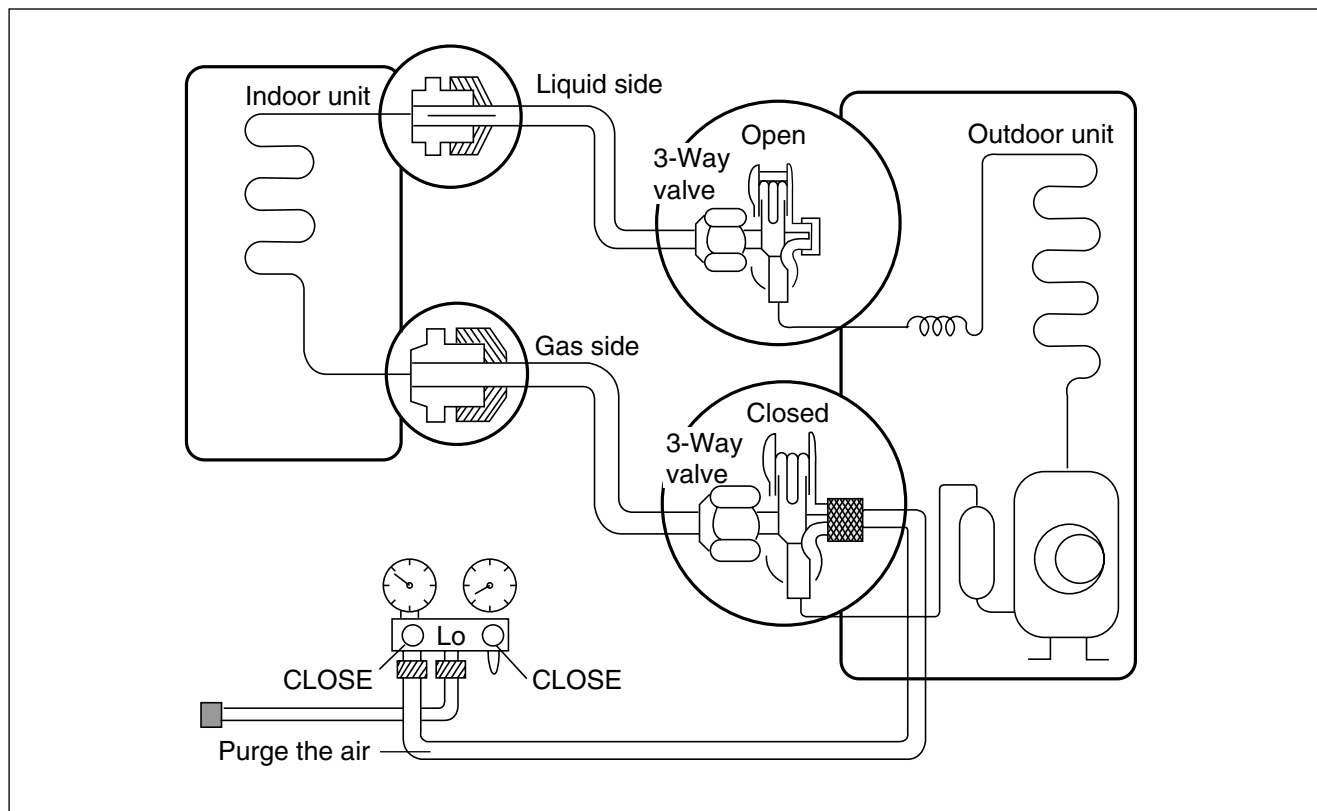 Indoor unit
Liquid side
Open
3-Way
valve
Outdoor unit
Gas side
Closed
3-Way
valve
Lo
CLOSE
CLOSE
Purge the air